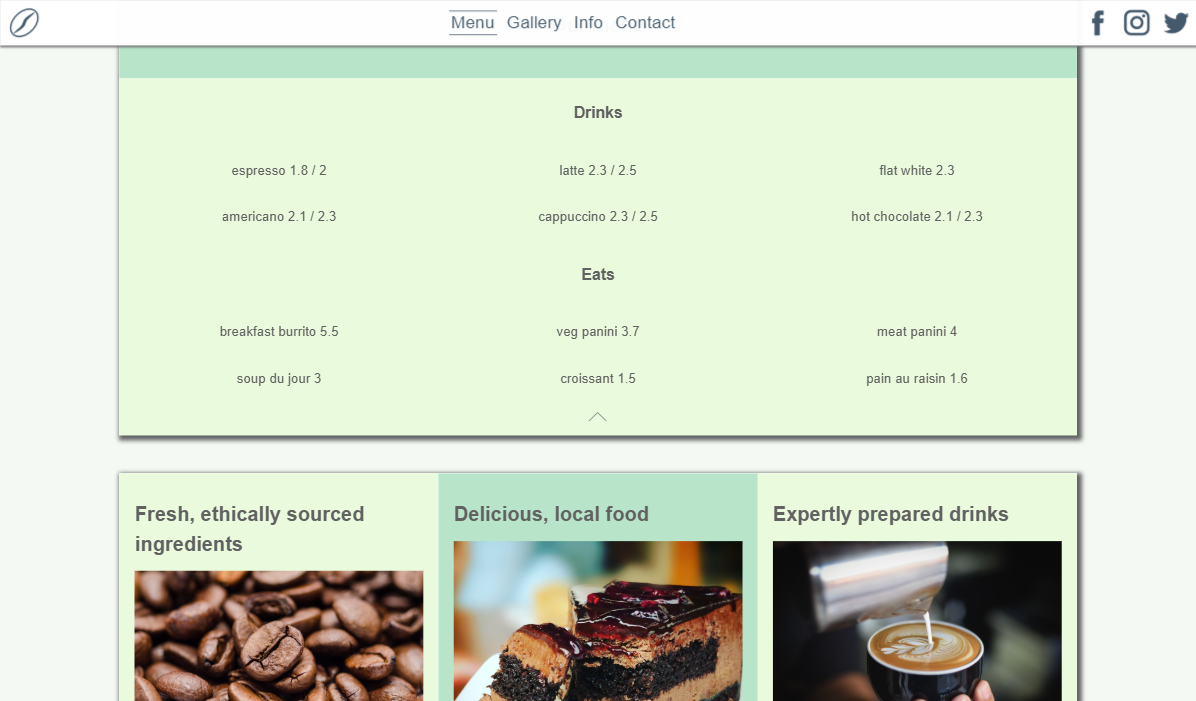 Menu Gallery Info Contact
Drinks
espresso 1.8 / 2
latte 2.3 / 2.5
flat white 2.3
americano 2.1 / 2.3
cappuccino 2.3 / 2.5
hot chocolate 2.1 / 2.3
Eats
breakfast burrito 5.5
veg panini 3.7
meat panini 4
soup du jour 3
croissant 1.5
pain au raisin 1.6
Fresh, ethically sourced
ingredients
Delicious, local food
Expertly prepared drinks